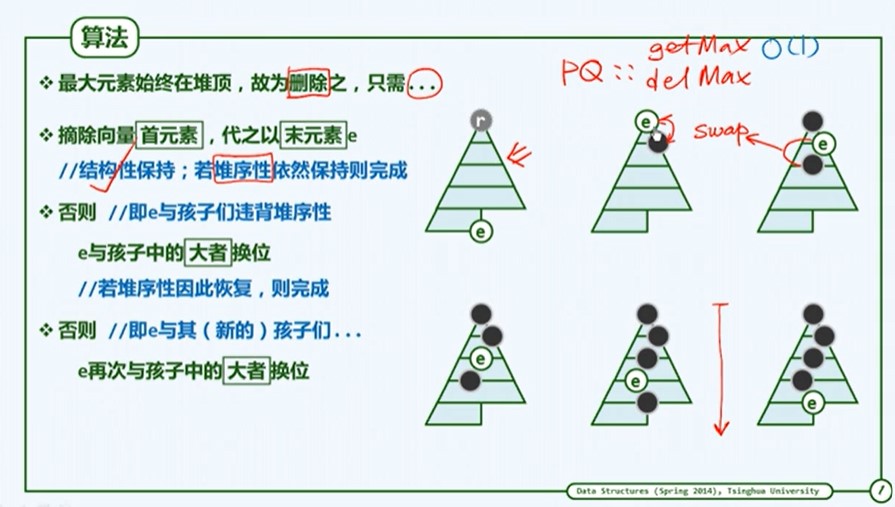 算法
getMax O(1)
PQ :: delMax
❖ 最大元素始终在堆顶，故为删除之，只需...
❖ 摘除向量首元素，代之以末元素e
//结构性保持；若堆序性依然保持则完成
❖ 否则 //即e与孩子们违背堆序性
e与孩子中的大者换位
//若堆序性因此恢复，则完成
❖ 否则 //即e与其（新的）孩子们...
e再次与孩子中的大者换位
r
e
e
swap
e
e
e
e
Data Structures (Spring 2014), Tsinghua University